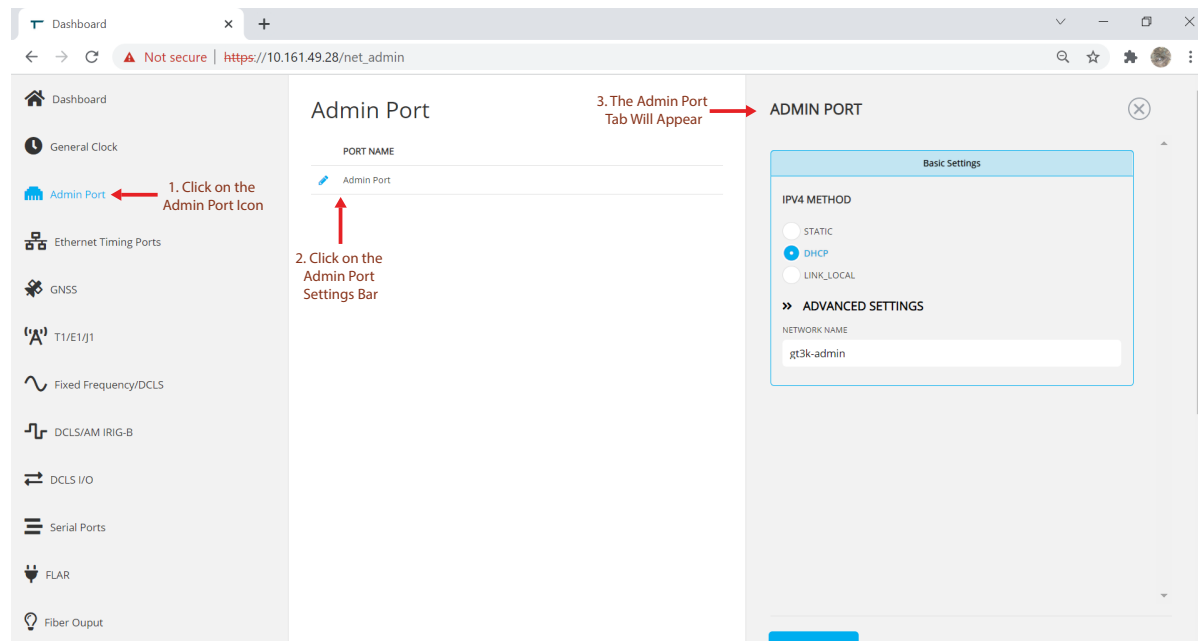 Dashboard
Not secure | https://10.161.49.28/net_admin
Dashboard
General Clock
Admin Port
Ethernet Timing Ports
GNSS
T1/E1/J1
Fixed Frequency/DCLS
DCLS/AM IRIG-B
DCLS I/O
Serial Ports
FLAR
Fiber Ouput
1. Click on the
Admin Port Icon
Admin Port
PORT NAME
Admin Port
2. Click on the
Admin Port
Settings Bar
3. The Admin Port
Tab Will Appear
ADMIN PORT
Basic Settings
IPV4 METHOD
STATIC
DHCP
LINK_LOCAL
ADVANCED SETTINGS
NETWORK NAME
gt3k-admin